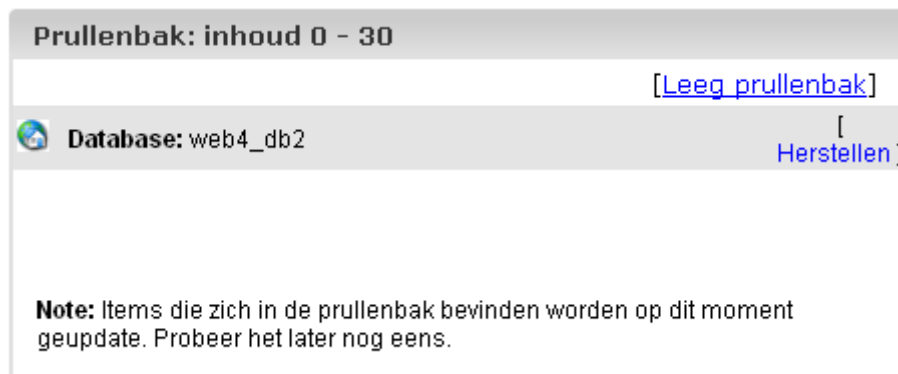 Prullenbak: inhoud 0 - 30
[Leeg prullenbak]
Database: web4_db2
[
Herstellen ]
Note: Items die zich in de prullenbak bevinden worden op dit moment
geupdate. Probeer het later nog eens.